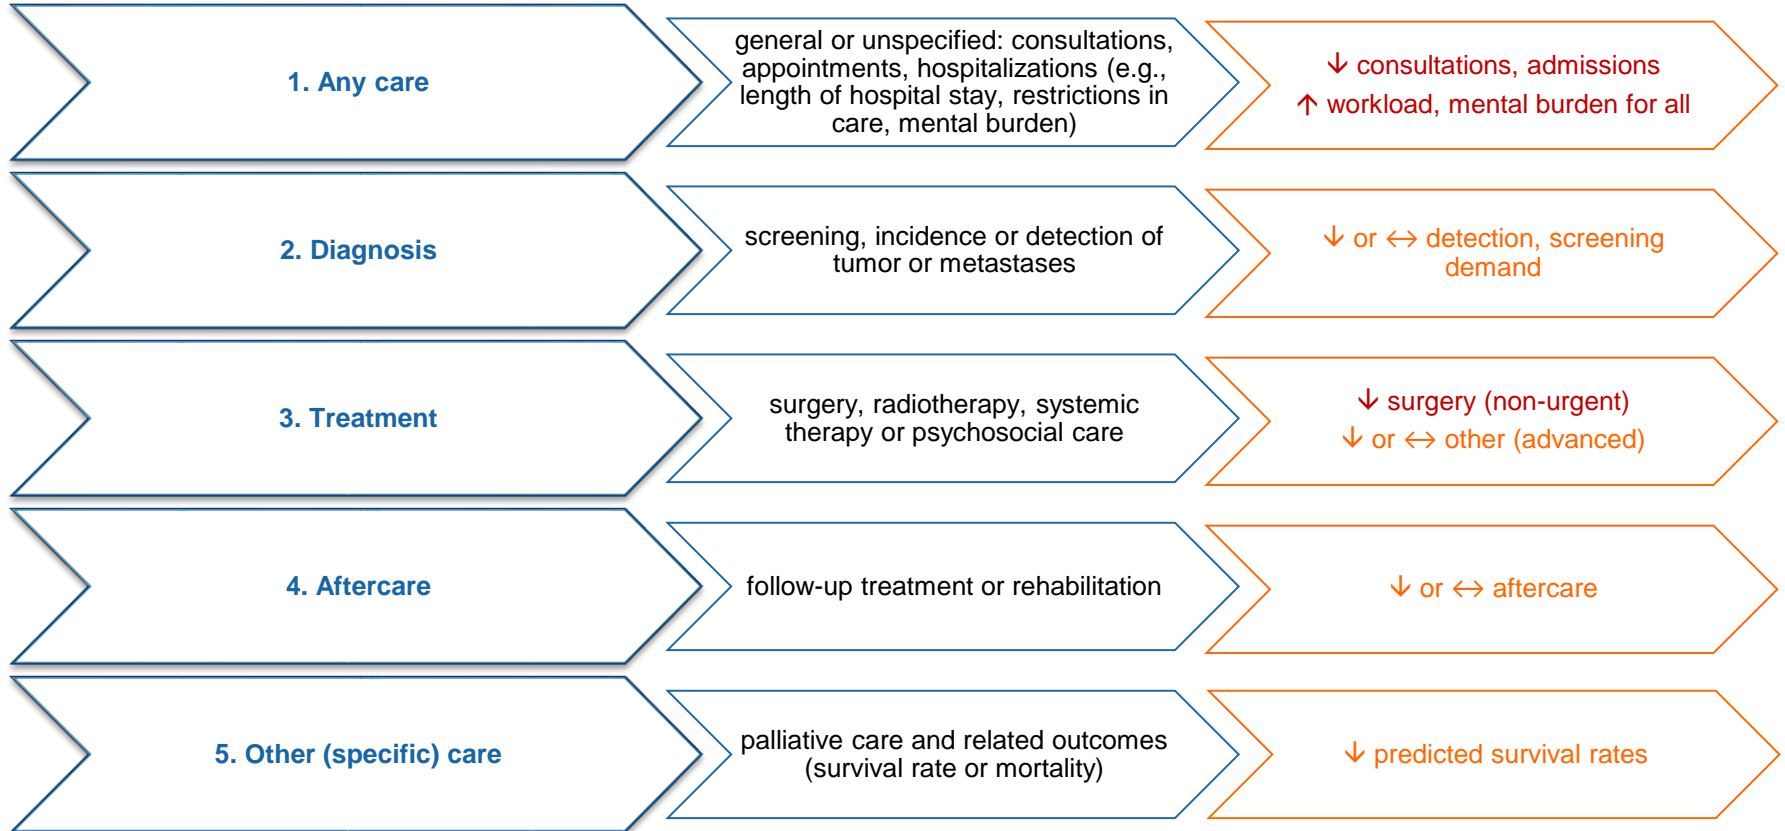 1. Any care
general or unspecified: consultations,
appointments, hospitalizations (e.g.,
length of hospital stay, restrictions in
care, mental burden)
↓ consultations, admissions
↑ workload, mental burden for all
2. Diagnosis
screening, incidence or detection of
tumor or metastases
↓ or ↔ detection, screening
demand
3. Treatment
surgery, radiotherapy, systemic
therapy or psychosocial care
↓ surgery (non-urgent)
↓ or ↔ other (advanced)
4. Aftercare
follow-up treatment or rehabilitation
↓ or ↔ aftercare
5. Other (specific) care
palliative care and related outcomes
(survival rate or mortality)
↓ predicted survival rates